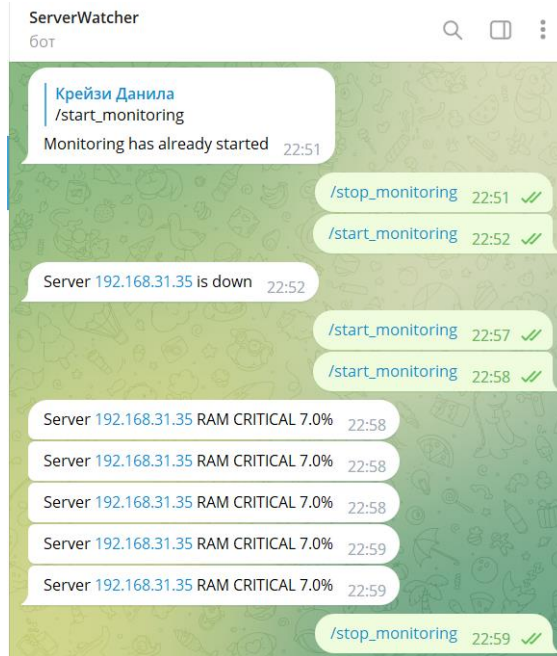 ServerWatcher
бот
Крейзи Данила
/start_monitoring
Monitoring has already started 22:51
/stop_monitoring 22:51
/start_monitoring 22:52
Server 192.168.31.35 is down 22:52
/start_monitoring 22:57
/start_monitoring 22:58
Server 192.168.31.35 RAM CRITICAL 7.0% 22:58
Server 192.168.31.35 RAM CRITICAL 7.0% 22:58
Server 192.168.31.35 RAM CRITICAL 7.0% 22:58
Server 192.168.31.35 RAM CRITICAL 7.0% 22:59
Server 192.168.31.35 RAM CRITICAL 7.0% 22:59
/stop_monitoring 22:59